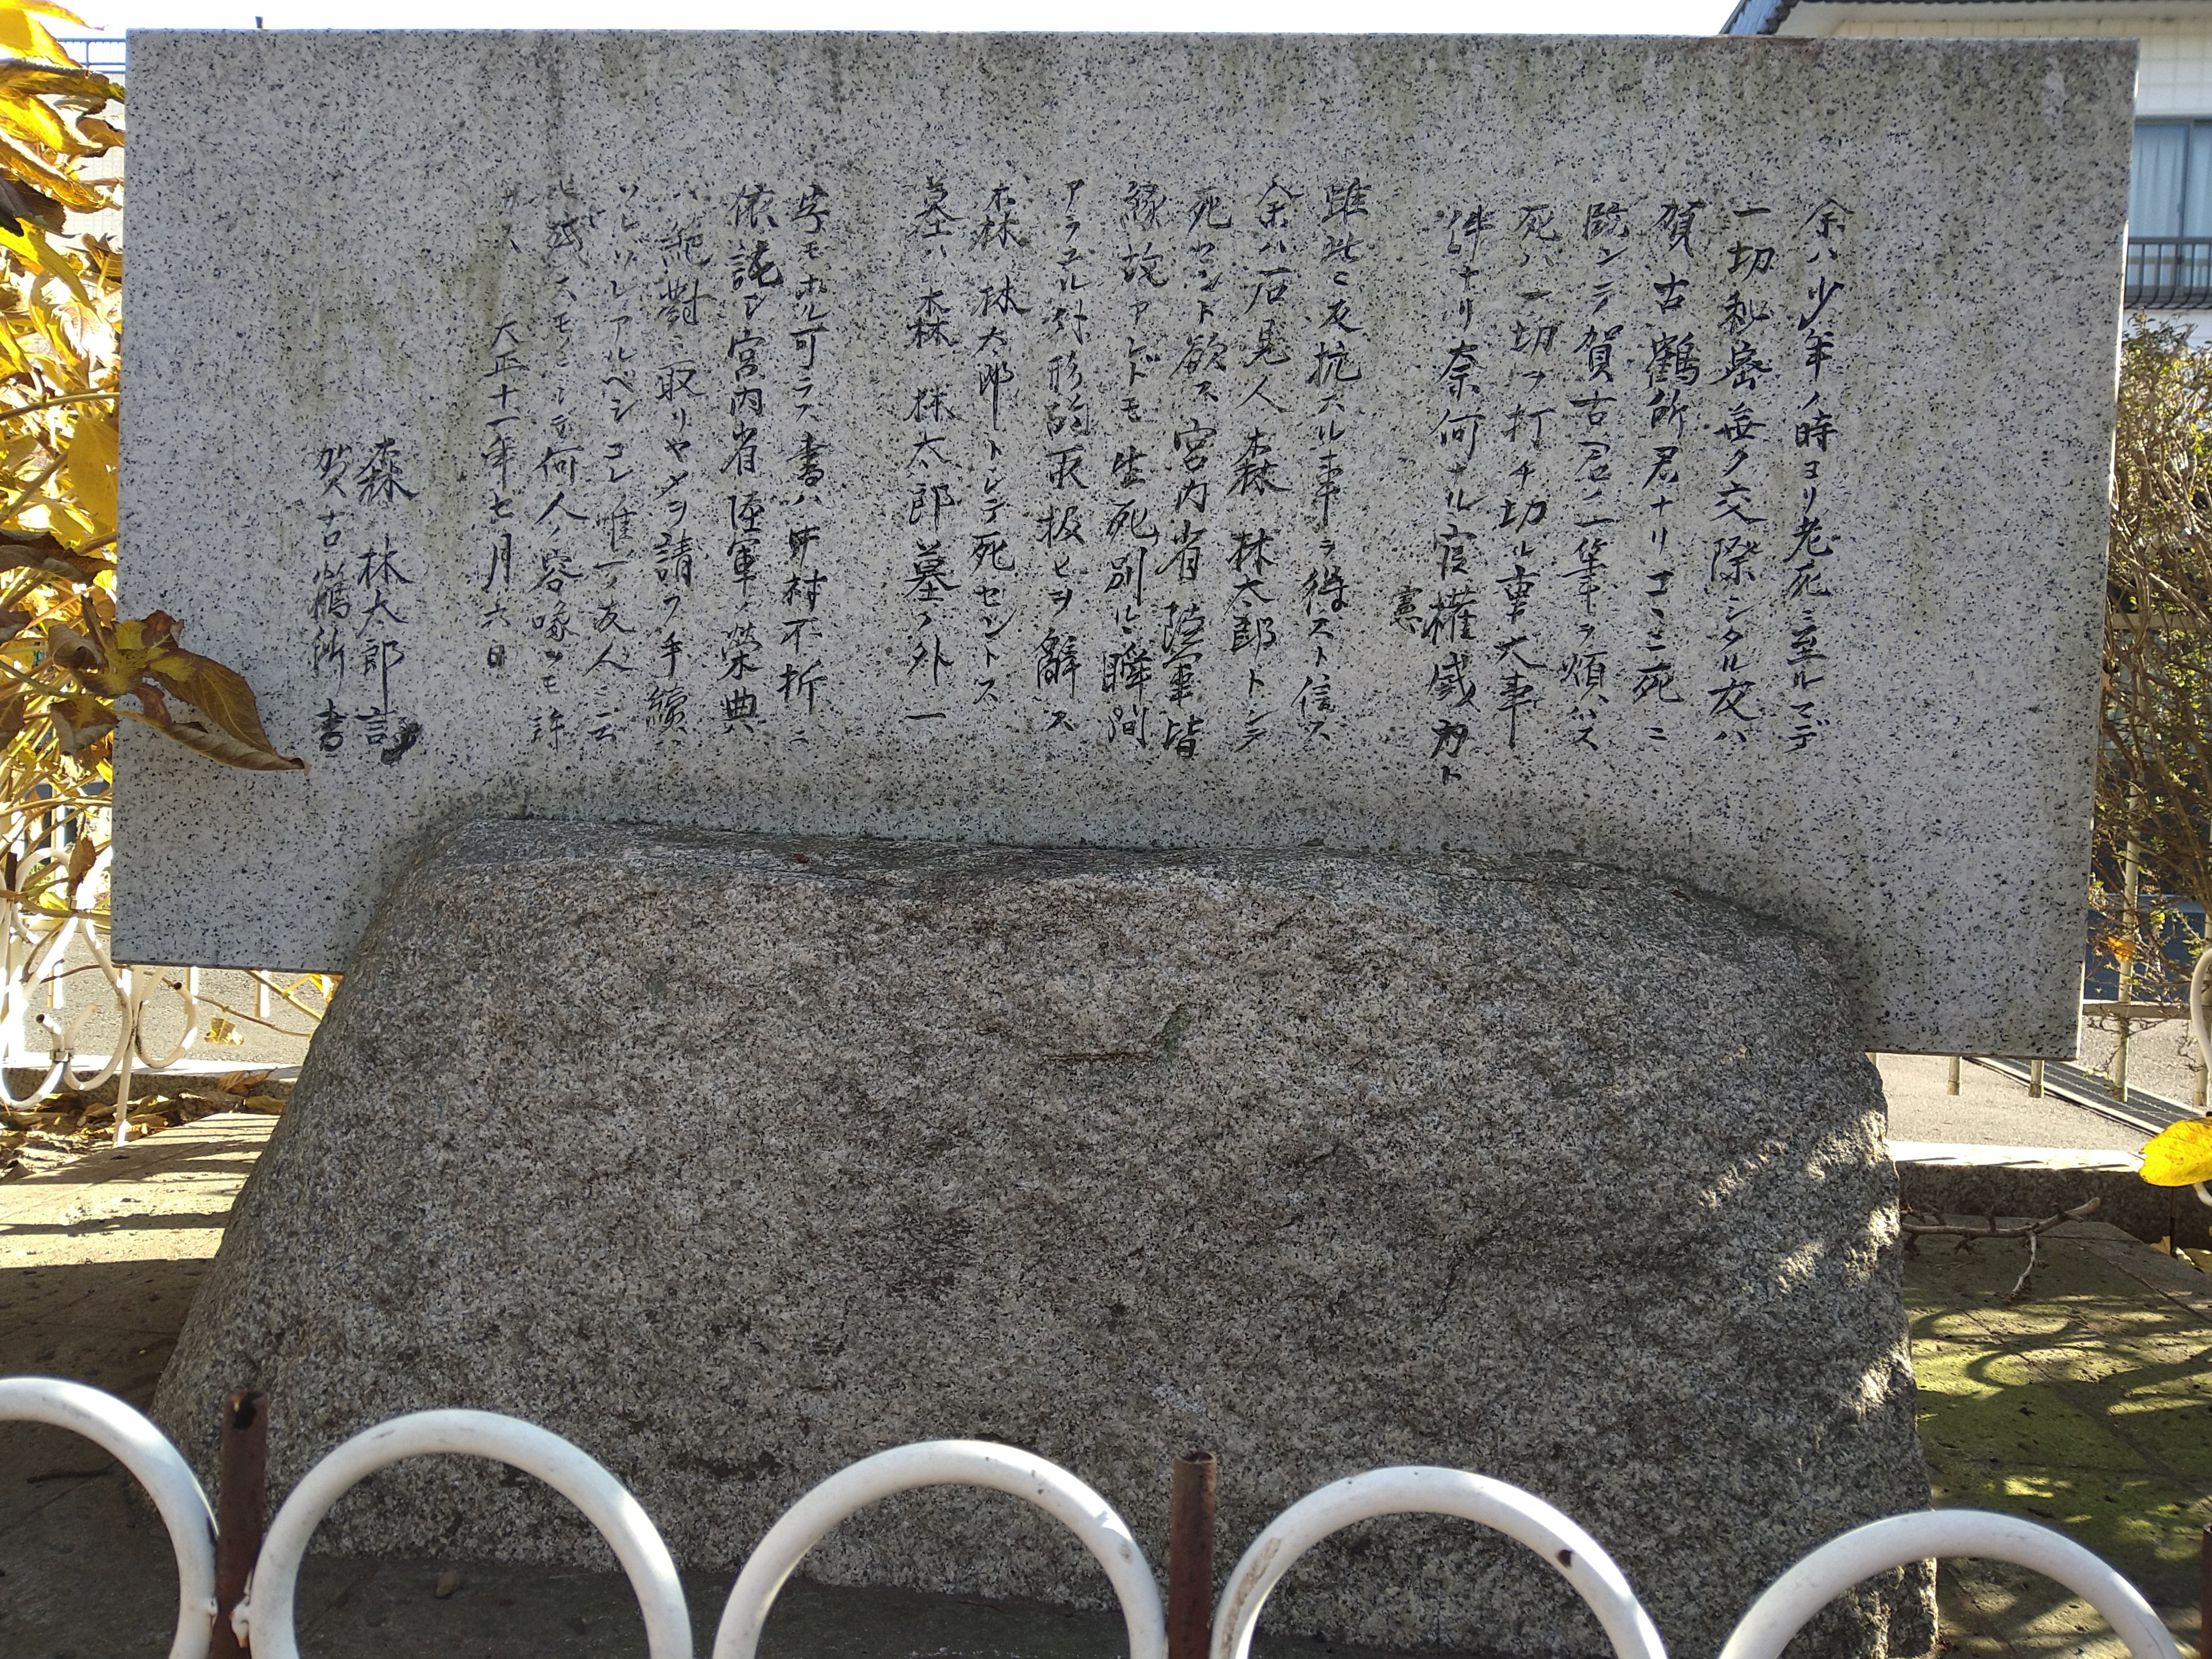 余ハ少年ノ時ヨリ老死ニ至ルマデ
一切秘密無ク交際シタル友ハ
賀古鶴所君ナリコヽニ死ニ
臨ンテ賀古君ノ一筆ヲ煩ハス
死ハ一切ヲ打チ切ル重大事
件ナリ奈何ナル官憲威力ト
雖此ニ反抗スル事ヲ得スト信ス
余ハ石見人森林太郎トシテ
死セント欲ス宮内省陸軍皆
縁故アレドモ生死別ルヽ瞬間
アラユル外形的取扱ヒヲ辭ス
森林太郎トシテ死セントス
墓ハ森林太郎墓ノ外一
字モホル可ラス書ハ中村不折ニ
依託シ宮内省陸軍ノ榮典
ハ絶對ニ取リヤメヲ請フ手續ハ
ソレゾレアルベシコレ唯一ノ友人ニ云
ヒ殘スモノニシテ何人ノ容喙ヲモ許
サス 大正十一年七月六日
森林太郎言
賀古鶴所書